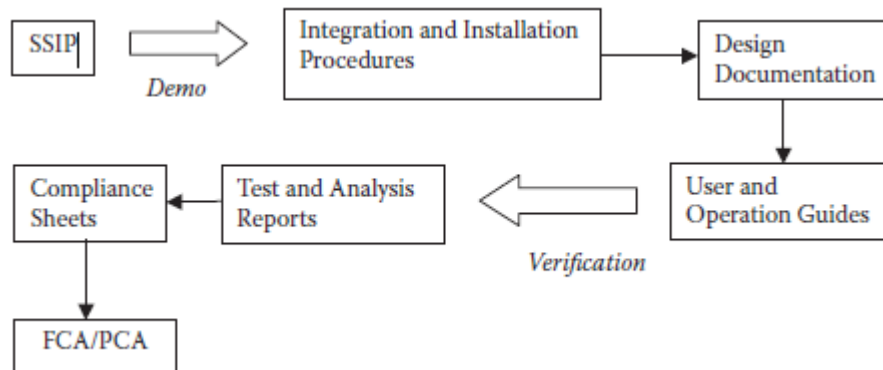 SSIP
Demo
Integration and Installation
Procedures
Design
Documentation
User and
Operation Guides
Verification
Test and Analysis
Reports
Compliance
Sheets
FCA/PCA